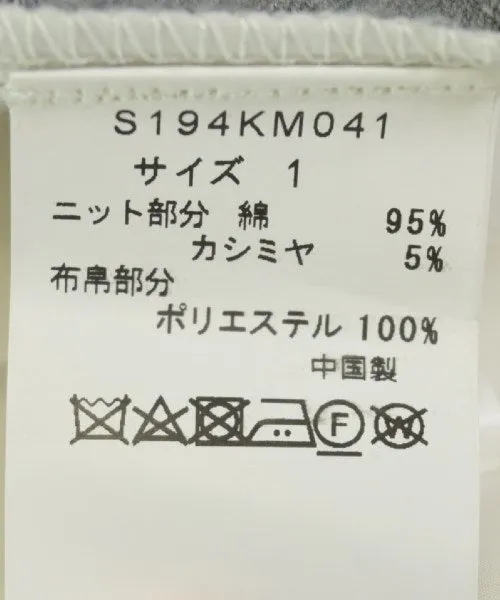 S194KM041
サイズ 1
ニット部分 綿 95%
カシミヤ 5%
布帛部分
ポリエステル 100%
中国製
F W